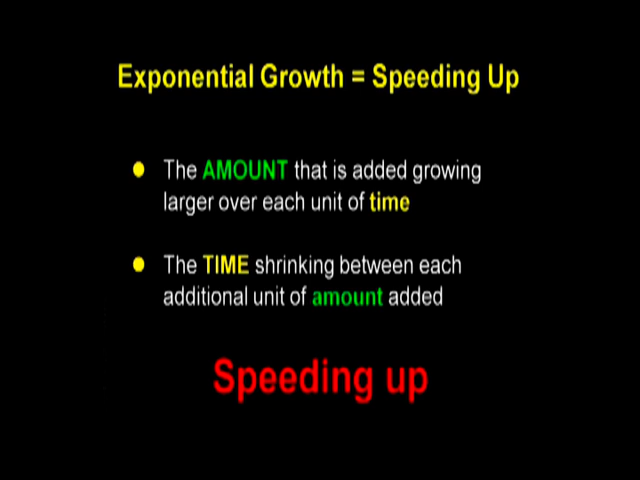 Exponential Growth = Speeding Up
The AMOUNT that is added growing
larger over each unit of time
The TIME shrinking between each
additional unit of amount added
Speeding up